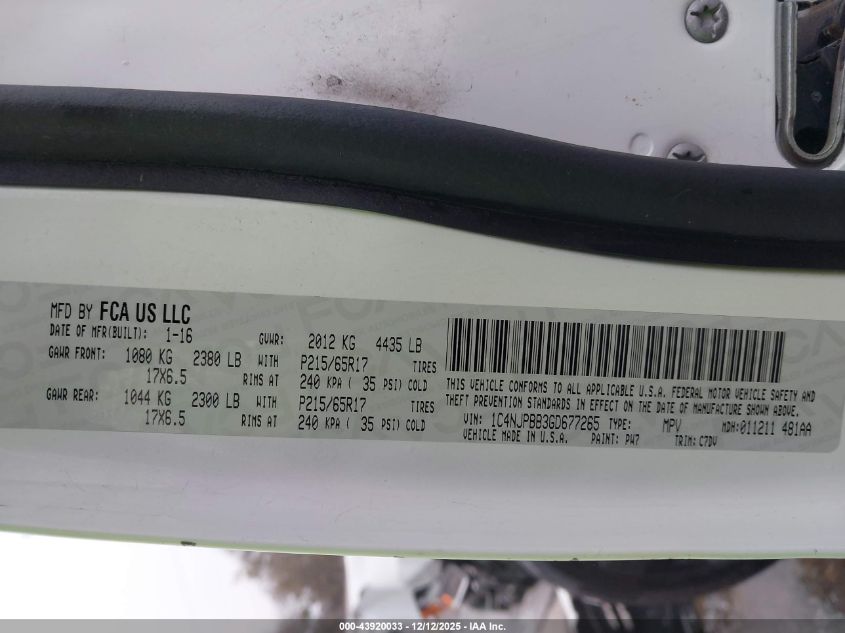 MFD BY FCA US LLC
DATE OF MFR(BUILT): 1-16 GVWR: 2012 KG 4435 LB
GAWR FRONT: 1080 KG 2380 LB WITH P215/65R17 TIRES
17X6.5 RIMS AT 240 KPA ( 35 PSI) COLD
GAWR REAR: 1044 KG 2300 LB WITH P215/65R17 TIRES
17X6.5 RIMS AT 240 KPA ( 35 PSI) COLD
THIS VEHICLE CONFORMS TO ALL APPLICABLE U.S.A. FEDERAL MOTOR VEHICLE SAFETY AND
THEFT PREVENTION STANDARDS IN EFFECT ON THE DATE OF MANUFACTURE SHOWN ABOVE.
VIN: 1C4NJPBB3GD677265 TYPE: MPV MDH:011211 481AA
VEHICLE MADE IN U.S.A. PAINT: PW7 TRIM: C7DV
000-43920033 - 12/12/2025 - IAA Inc.